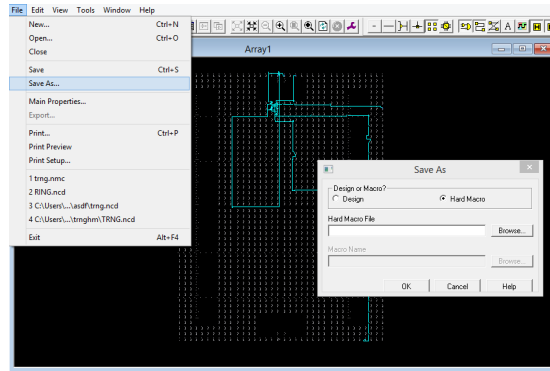 File Edit View Tools Window Help
New... Ctrl+N
Open... Ctrl+O
Close
Save Ctrl+S
Save As...
Main Properties...
Export...
Print... Ctrl+P
Print Preview
Print Setup...
1 trng.nmc
2 RING.ncd
3 C:\Users\...\asdf\trng.ncd
4 C:\Users\...\trnghm\TRNG.ncd
Exit Alt+F4
Array1
Save As
Design or Macro?
Design Hard Macro
Hard Macro File
Browse...
Macro Name
Browse...
OK Cancel Help